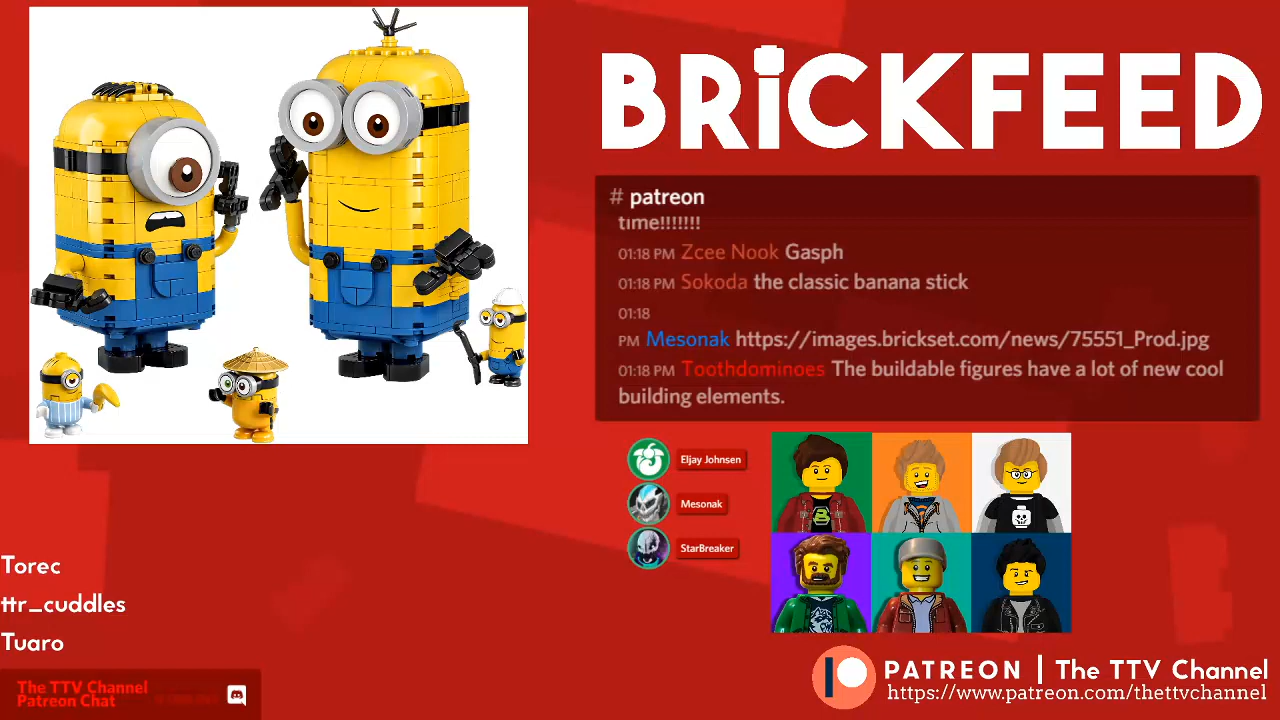 BRiCKFEED
# patreon
time!!!!!!!
01:18 PM Zcee Nook Gasph
01:18 PM Sokoda the classic banana stick
01:18
PM Mesonak https://images.brickset.com/news/75551_Prod.jpg
01:18 PM Toothdominoes The buildable figures have a lot of new cool
building elements.
Eljay Johnsen
Mesonak
StarBreaker
Torec
ttr_cuddles
Tuaro
The TTV Channel
Patreon Chat
PATREON | The TTV Channel
https://www.patreon.com/thettvchannel